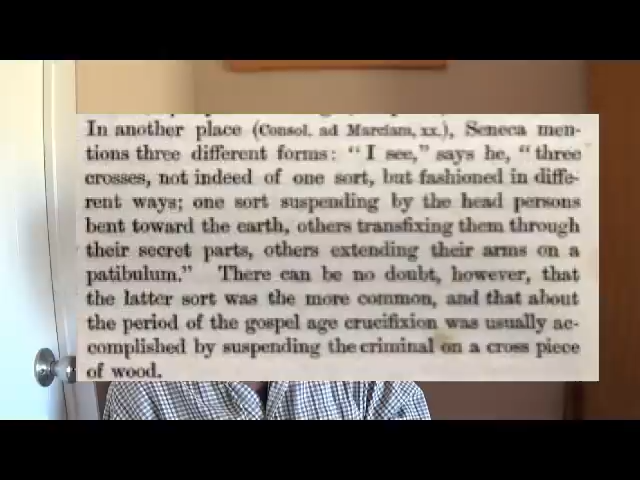 In another place (Consol. ad Marciam, xx.), Seneca men-
tions three different forms: "I see," says he, "three
crosses, not indeed of one sort, but fashioned in diffe-
rent ways; one sort suspending by the head persons
bent toward the earth, others transfixing them through
their secret parts, others extending their arms on a
patibulum." There can be no doubt, however, that
the latter sort was the more common, and that about
the period of the gospel age crucifixion was usually ac-
complished by suspending the criminal on a cross piece
of wood.